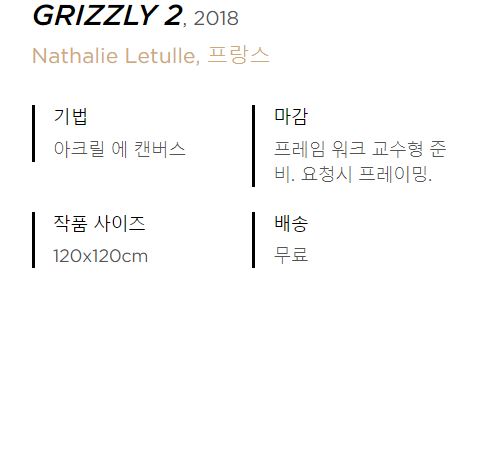 GRIZZLY 2, 2018
Nathalie Letulle, 프랑스
기법
아크릴 에 캔버스
마감
프레임 워크 교수형 준
비. 요청시 프레이밍.
작품 사이즈
120x120cm
배송
무료